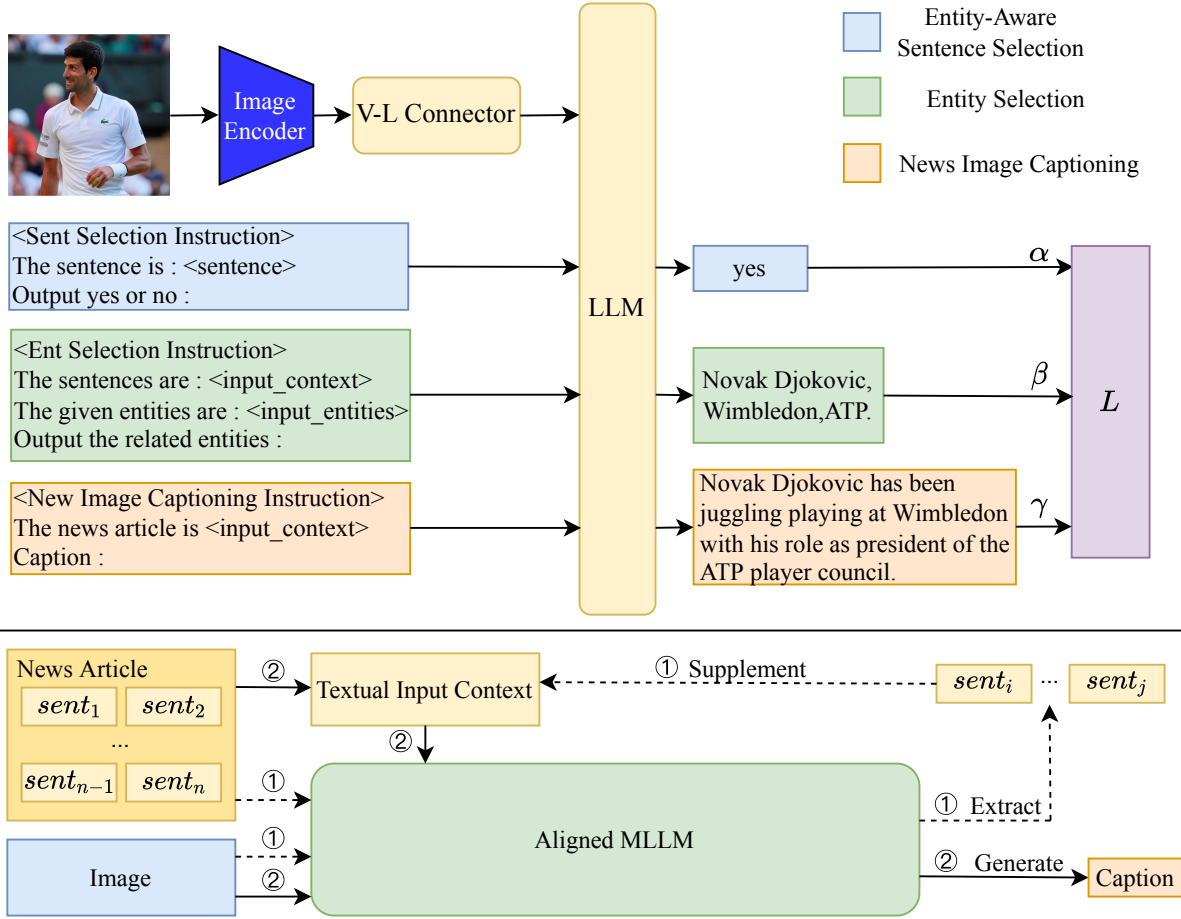 Entity-Aware
Sentence Selection
Entity Selection
News Image Captioning
Image
Encoder
V-L Connector
LLM
<Sent Selection Instruction>
The sentence is : <sentence>
Output yes or no :
yes
α
<Ent Selection Instruction>
The sentences are : <input_context>
The given entities are : <input_entities>
Output the related entities :
Novak Djokovic,
Wimbledon,ATP.
β
L
<New Image Captioning Instruction>
The news article is <input_context>
Caption :
Novak Djokovic has been
juggling playing at Wimbledon
with his role as president of the
ATP player council.
γ
News Article
sent₁ sent₂
...
sentₙ₋₁ sentₙ
②
Textual Input Context
① Supplement
sentᵢ ... sentⱼ
②
①
①
Image
②
Aligned MLLM
① Extract
② Generate
Caption